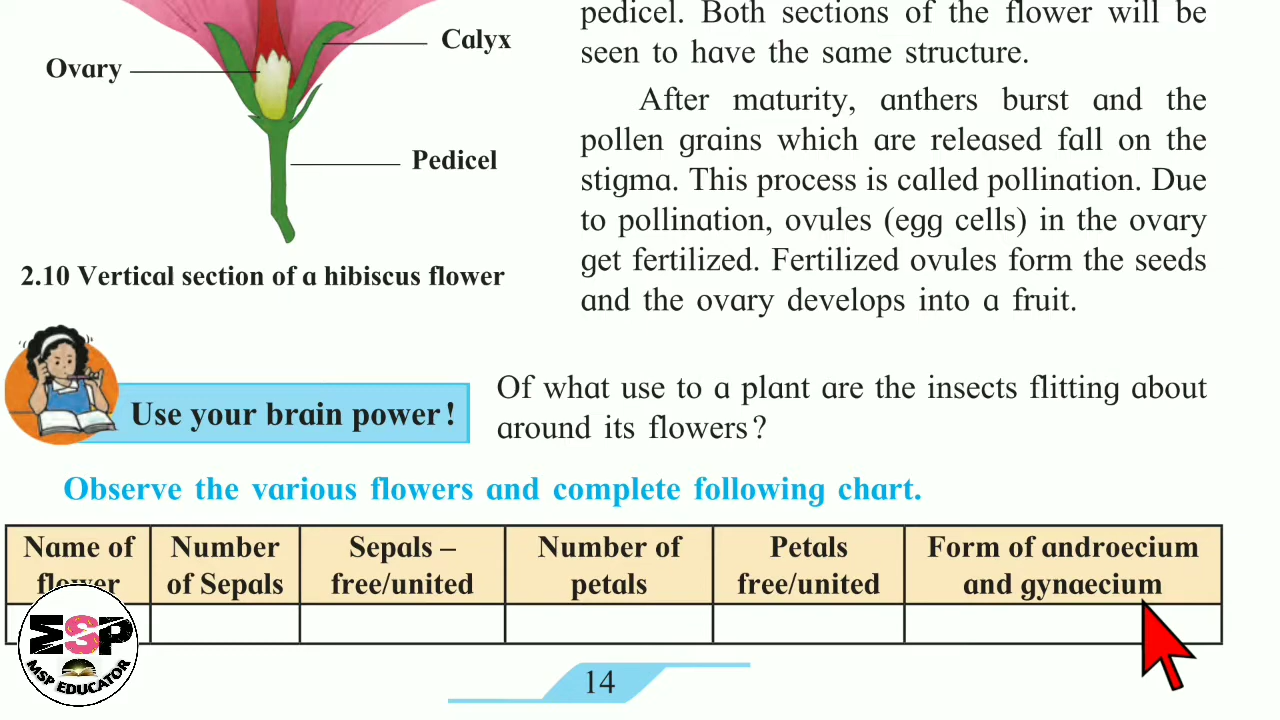 pedicel. Both sections of the flower will be
seen to have the same structure.
Calyx
Ovary
Pedicel
2.10 Vertical section of a hibiscus flower
After maturity, anthers burst and the
pollen grains which are released fall on the
stigma. This process is called pollination. Due
to pollination, ovules (egg cells) in the ovary
get fertilized. Fertilized ovules form the seeds
and the ovary develops into a fruit.
Use your brain power!
Of what use to a plant are the insects flitting about
around its flowers?
Observe the various flowers and complete following chart.
Name of flower
Number of Sepals
Sepals – free/united
Number of petals
Petals free/united
Form of androecium and gynaecium
MSP
MSP EDUCATOR
14